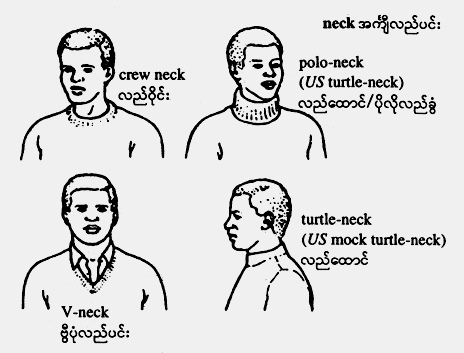 neck အင်္ကျီလည်ပင်း
crew neck
လည်ဝိုင်း
polo-neck
(US turtle-neck)
လည်ထောင်/ပိုလိုလည်ခွံ
turtle-neck
(US mock turtle-neck)
လည်ထောင်
V-neck
ဗွီပုံလည်ပင်း